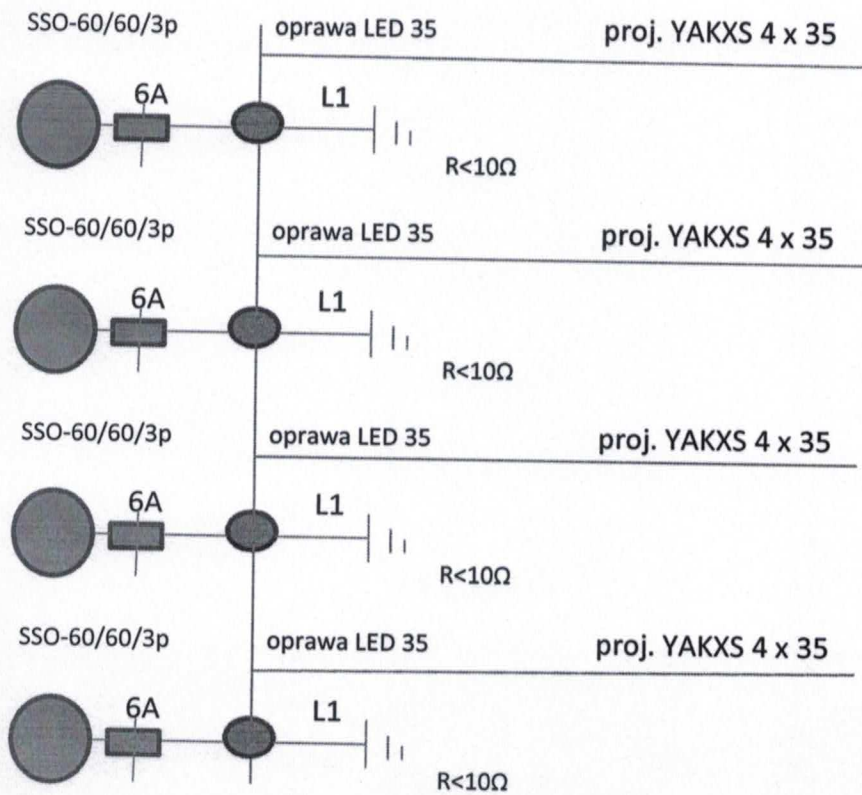 SSO-60/60/3p oprawa LED 35 proj. YAKXS 4 x 35
6A L1
R<10Ω
SSO-60/60/3p oprawa LED 35 proj. YAKXS 4 x 35
6A L1
R<10Ω
SSO-60/60/3p oprawa LED 35 proj. YAKXS 4 x 35
6A L1
R<10Ω
SSO-60/60/3p oprawa LED 35 proj. YAKXS 4 x 35
6A L1
R<10Ω